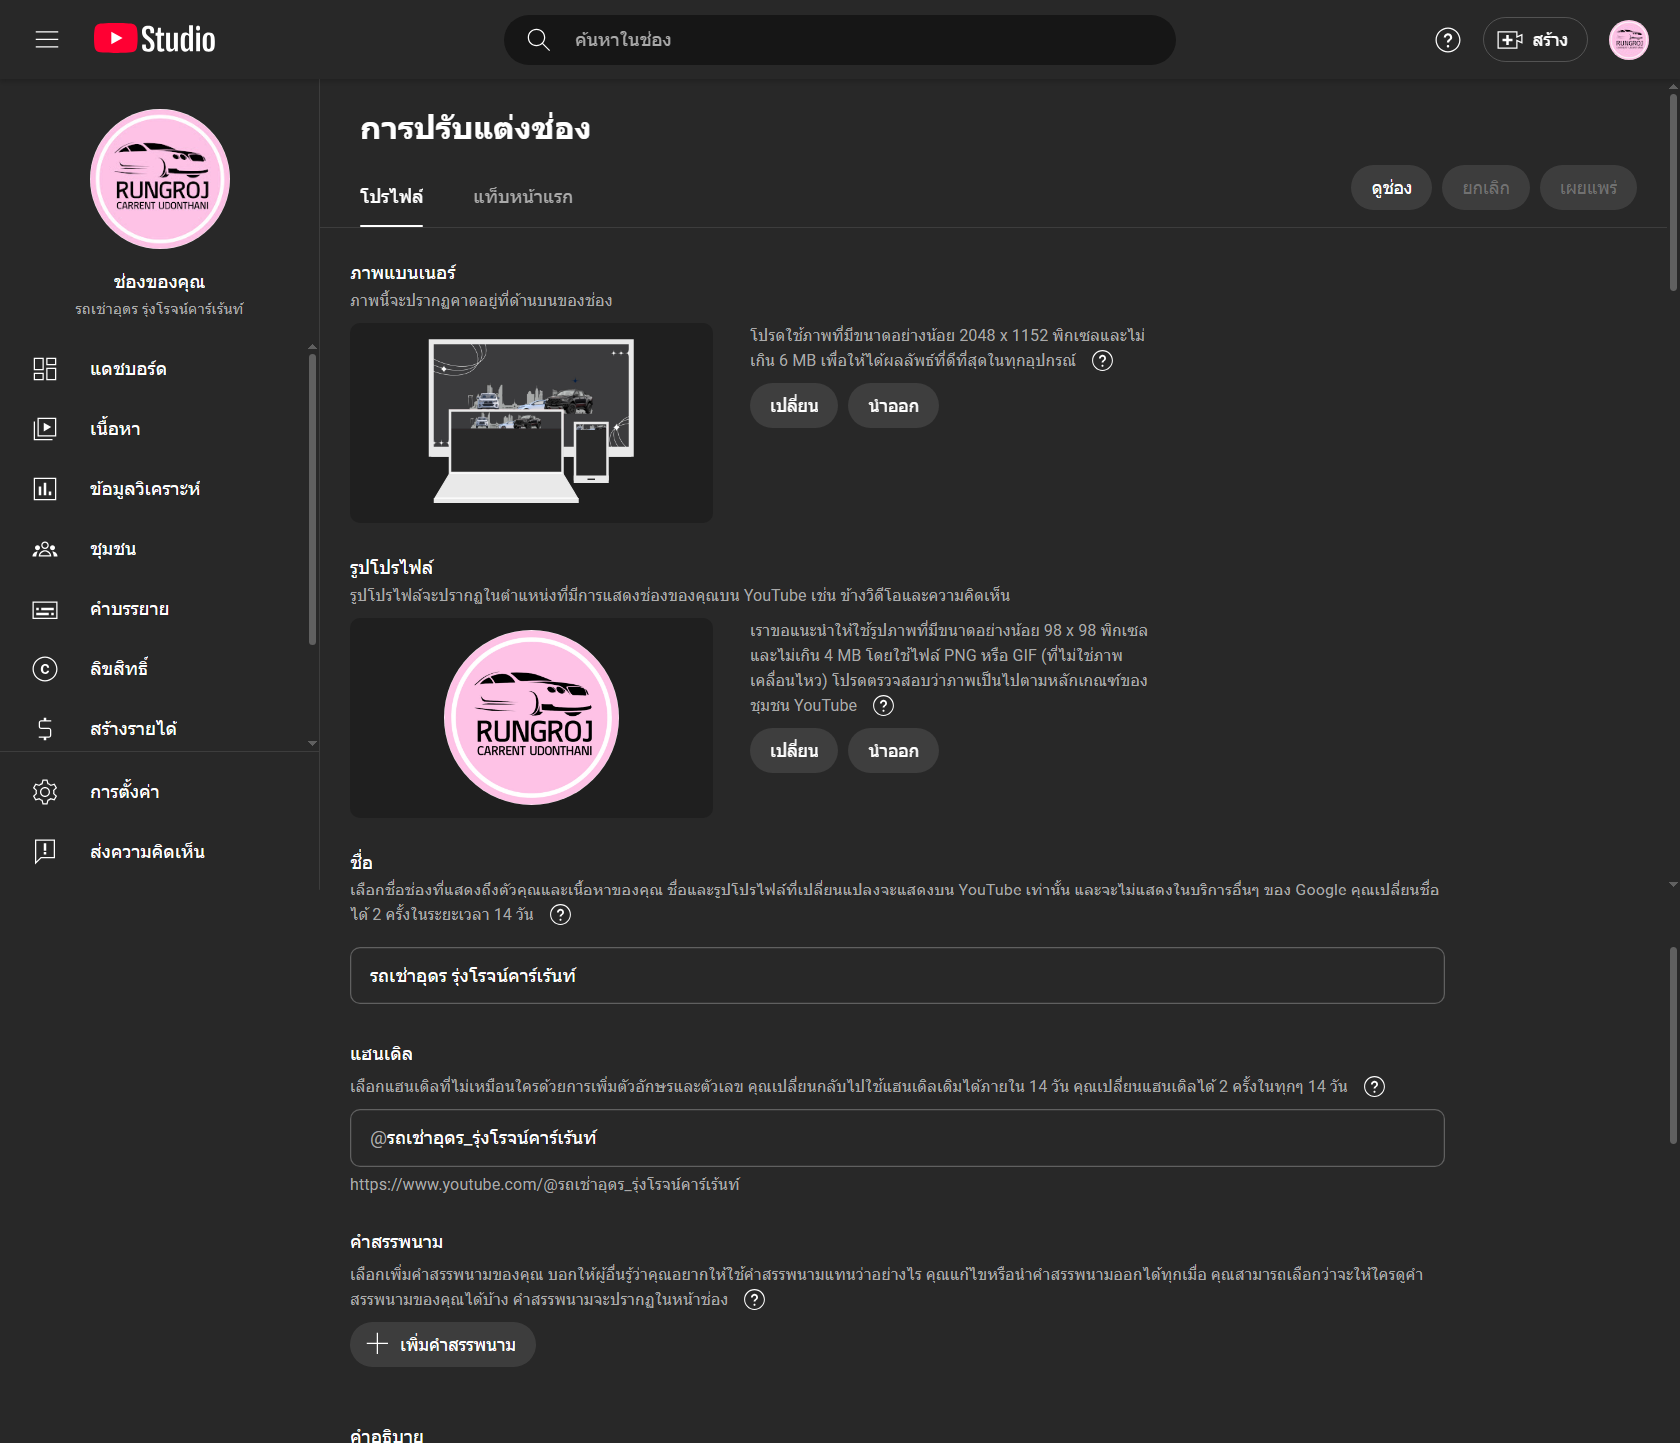 Studio
ค้นหาในช่อง
สร้าง
RUNGROJ
CARRENT UDONTHANI
ช่องของคุณ
รถเช่าอุดร รุ่งโรจน์คาร์เร้นท์
แดชบอร์ด
เนื้อหา
ข้อมูลวิเคราะห์
ชุมชน
คำบรรยาย
ลิขสิทธิ์
สร้างรายได้
การตั้งค่า
ส่งความคิดเห็น
การปรับแต่งช่อง
โปรไฟล์
แท็บหน้าแรก
ดูช่อง
ยกเลิก
เผยแพร่
ภาพแบนเนอร์
ภาพนี้จะปรากฏคาดอยู่ที่ด้านบนของช่อง
โปรดใช้ภาพที่มีขนาดอย่างน้อย 2048 x 1152 พิกเซลและไม่
เกิน 6 MB เพื่อให้ได้ผลลัพธ์ที่ดีที่สุดในทุกอุปกรณ์
เปลี่ยน
นำออก
รูปโปรไฟล์
รูปโปรไฟล์จะปรากฏในตำแหน่งที่มีการแสดงช่องของคุณบน YouTube เช่น ข้างวิดีโอและความคิดเห็น
RUNGROJ
CARRENT UDONTHANI
เราขอแนะนำให้ใช้รูปภาพที่มีขนาดอย่างน้อย 98 x 98 พิกเซล
และไม่เกิน 4 MB โดยใช้ไฟล์ PNG หรือ GIF (ที่ไม่ใช่ภาพ
เคลื่อนไหว) โปรดตรวจสอบว่าภาพเป็นไปตามหลักเกณฑ์ของ
ชุมชน YouTube
เปลี่ยน
นำออก
ชื่อ
เลือกชื่อช่องที่แสดงถึงตัวคุณและเนื้อหาของคุณ ชื่อและรูปโปรไฟล์ที่เปลี่ยนแปลงจะแสดงบน YouTube เท่านั้น และจะไม่แสดงในบริการอื่นๆ ของ Google คุณเปลี่ยนชื่อ
ได้ 2 ครั้งในระยะเวลา 14 วัน
รถเช่าอุดร รุ่งโรจน์คาร์เร้นท์
แฮนเดิล
เลือกแฮนเดิลที่ไม่เหมือนใครด้วยการเพิ่มตัวอักษรและตัวเลข คุณเปลี่ยนกลับไปใช้แฮนเดิลเดิมได้ภายใน 14 วัน คุณเปลี่ยนแฮนเดิลได้ 2 ครั้งในทุกๆ 14 วัน
@รถเช่าอุดร_รุ่งโรจน์คาร์เร้นท์
https://www.youtube.com/@รถเช่าอุดร_รุ่งโรจน์คาร์เร้นท์
คำสรรพนาม
เลือกเพิ่มคำสรรพนามของคุณ บอกให้ผู้อื่นรู้ว่าคุณอยากให้ใช้คำสรรพนามแทนว่าอย่างไร คุณแก้ไขหรือนำคำสรรพนามออกได้ทุกเมื่อ คุณสามารถเลือกว่าจะให้ใครดูคำ
สรรพนามของคุณได้บ้าง คำสรรพนามจะปรากฏในหน้าช่อง
เพิ่มคำสรรพนาม
คำอธิบาย